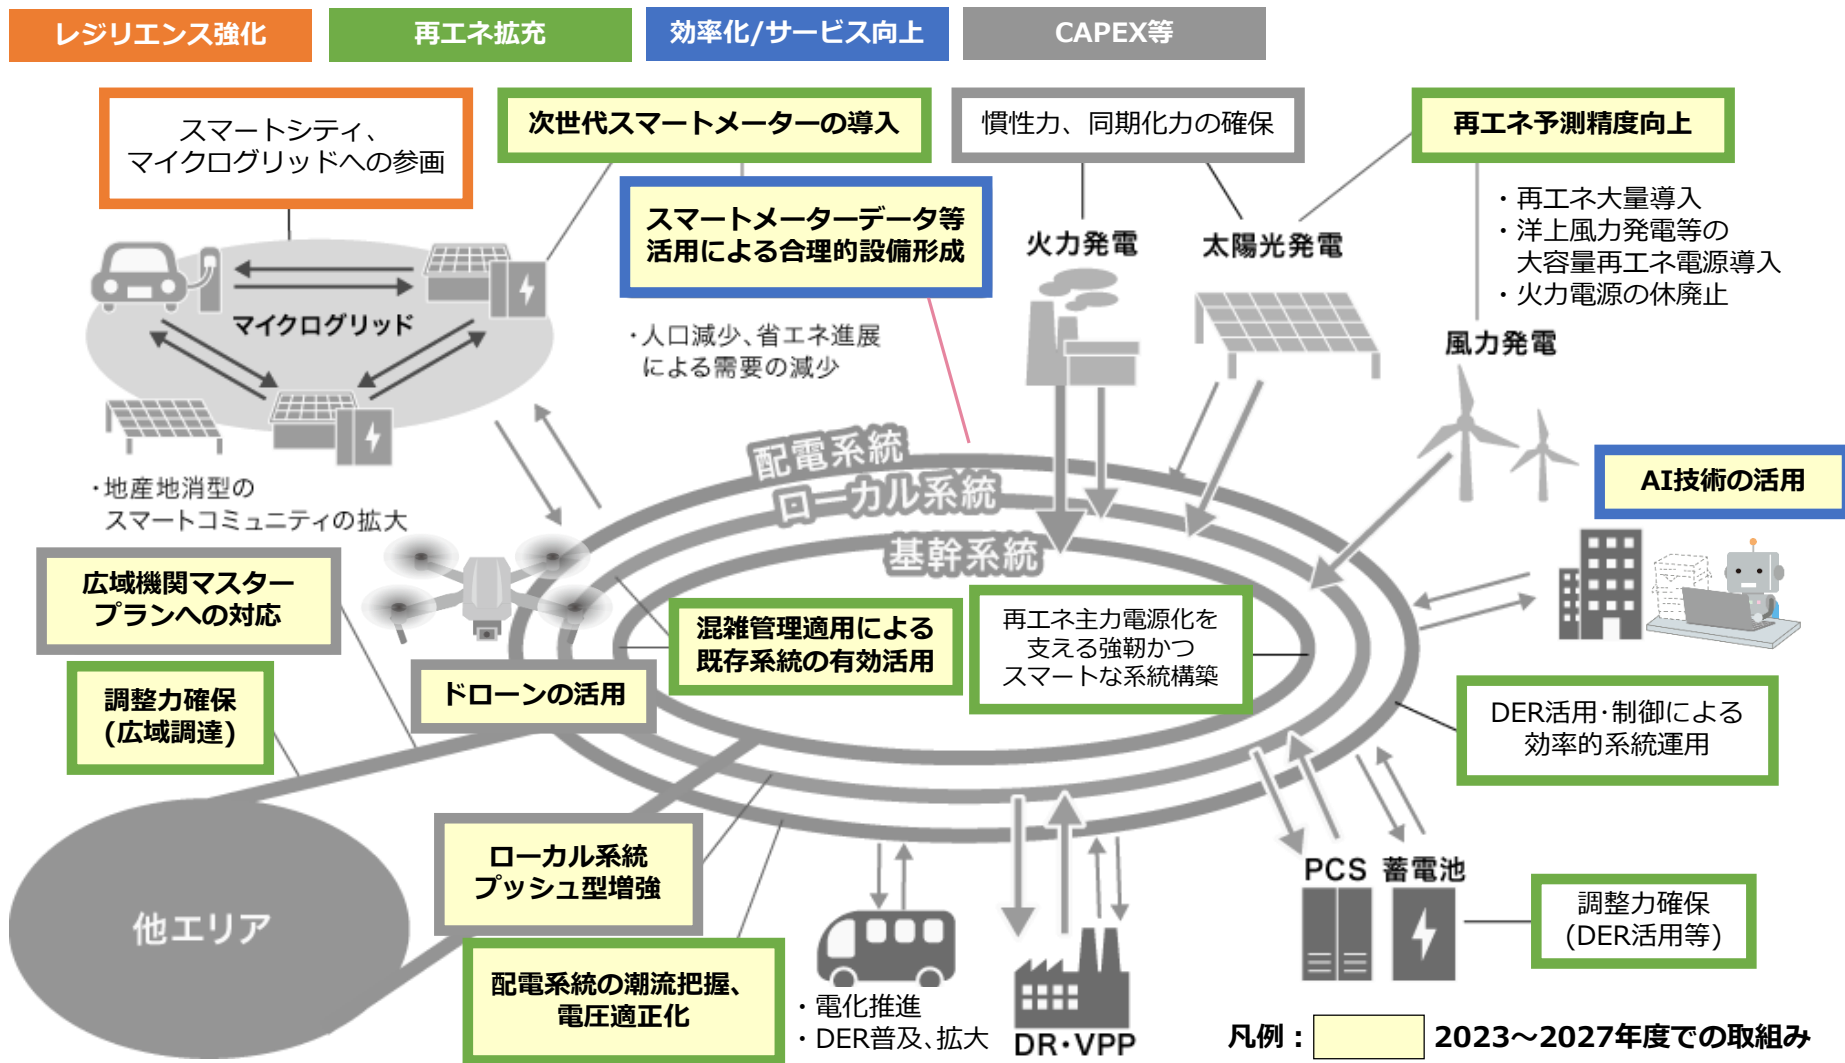 レジリエンス強化
再エネ拡充
効率化/サービス向上
CAPEX等
スマートシティ、
マイクログリッドへの参画
次世代スマートメーターの導入
慣性力、同期化力の確保
再エネ予測精度向上
スマートメーターデータ等
活用による合理的設備形成
・再エネ大量導入
・洋上風力発電等の
大容量再エネ電源導入
・火力電源の休廃止
火力発電
太陽光発電
風力発電
マイクログリッド
・人口減少、省エネ進展
による需要の減少
・地産地消型の
スマートコミュニティの拡大
配電系統
ローカル系統
基幹系統
AI技術の活用
広域機関マスター
プランへの対応
調整力確保
(広域調達)
ドローンの活用
混雑管理適用による
既存系統の有効活用
再エネ主力電源化を
支える強靭かつ
スマートな系統構築
DER活用・制御による
効率的系統運用
他エリア
ローカル系統
プッシュ型増強
配電系統の潮流把握、
電圧適正化
・電化推進
・DER普及、拡大
DR・VPP
PCS
蓄電池
調整力確保
(DER活用等)
凡例：
2023～2027年度での取組み